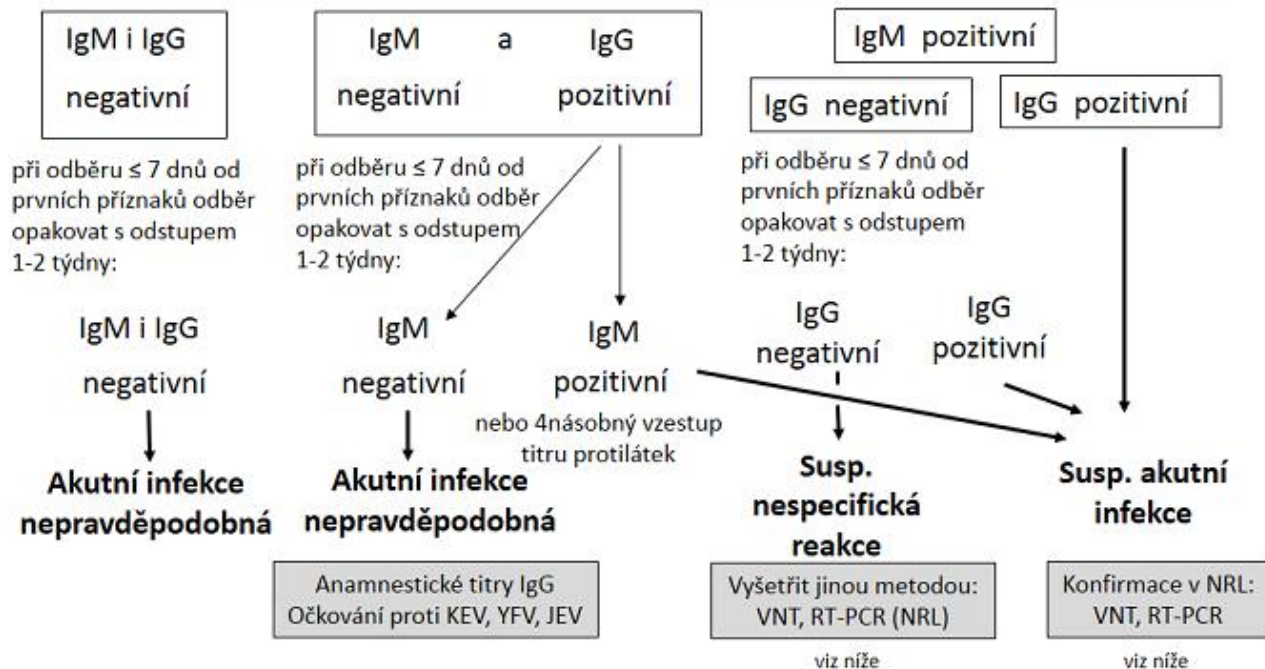 IgM i IgG
negativní
IgM a IgG
negativní pozitivní
IgM pozitivní
IgG negativní
IgG pozitivní
při odběru ≤ 7 dnů od
prvních příznaků odběr
opakovat s odstupem
1-2 týdny:
při odběru ≤ 7 dnů od
prvních příznaků odběr
opakovat s odstupem
1-2 týdny:
při odběru ≤ 7 dnů od
prvních příznaků odběr
opakovat s odstupem
1-2 týdny:
IgM i IgG
negativní
IgM
negativní
IgM
pozitivní
nebo 4násobný vzestup
titru protilátek
IgG
negativní
IgG
pozitivní
Akutní infekce
nepravděpodobná
Akutní infekce
nepravděpodobná
Susp.
nespecifická
reakce
Susp. akutní
infekce
Anamnestické titry IgG
Očkování proti KEV, YFV, JEV
Vyšetřit jinou metodou:
VNT, RT-PCR (NRL)
Konfirmace v NRL:
VNT, RT-PCR
viz níže
viz níže